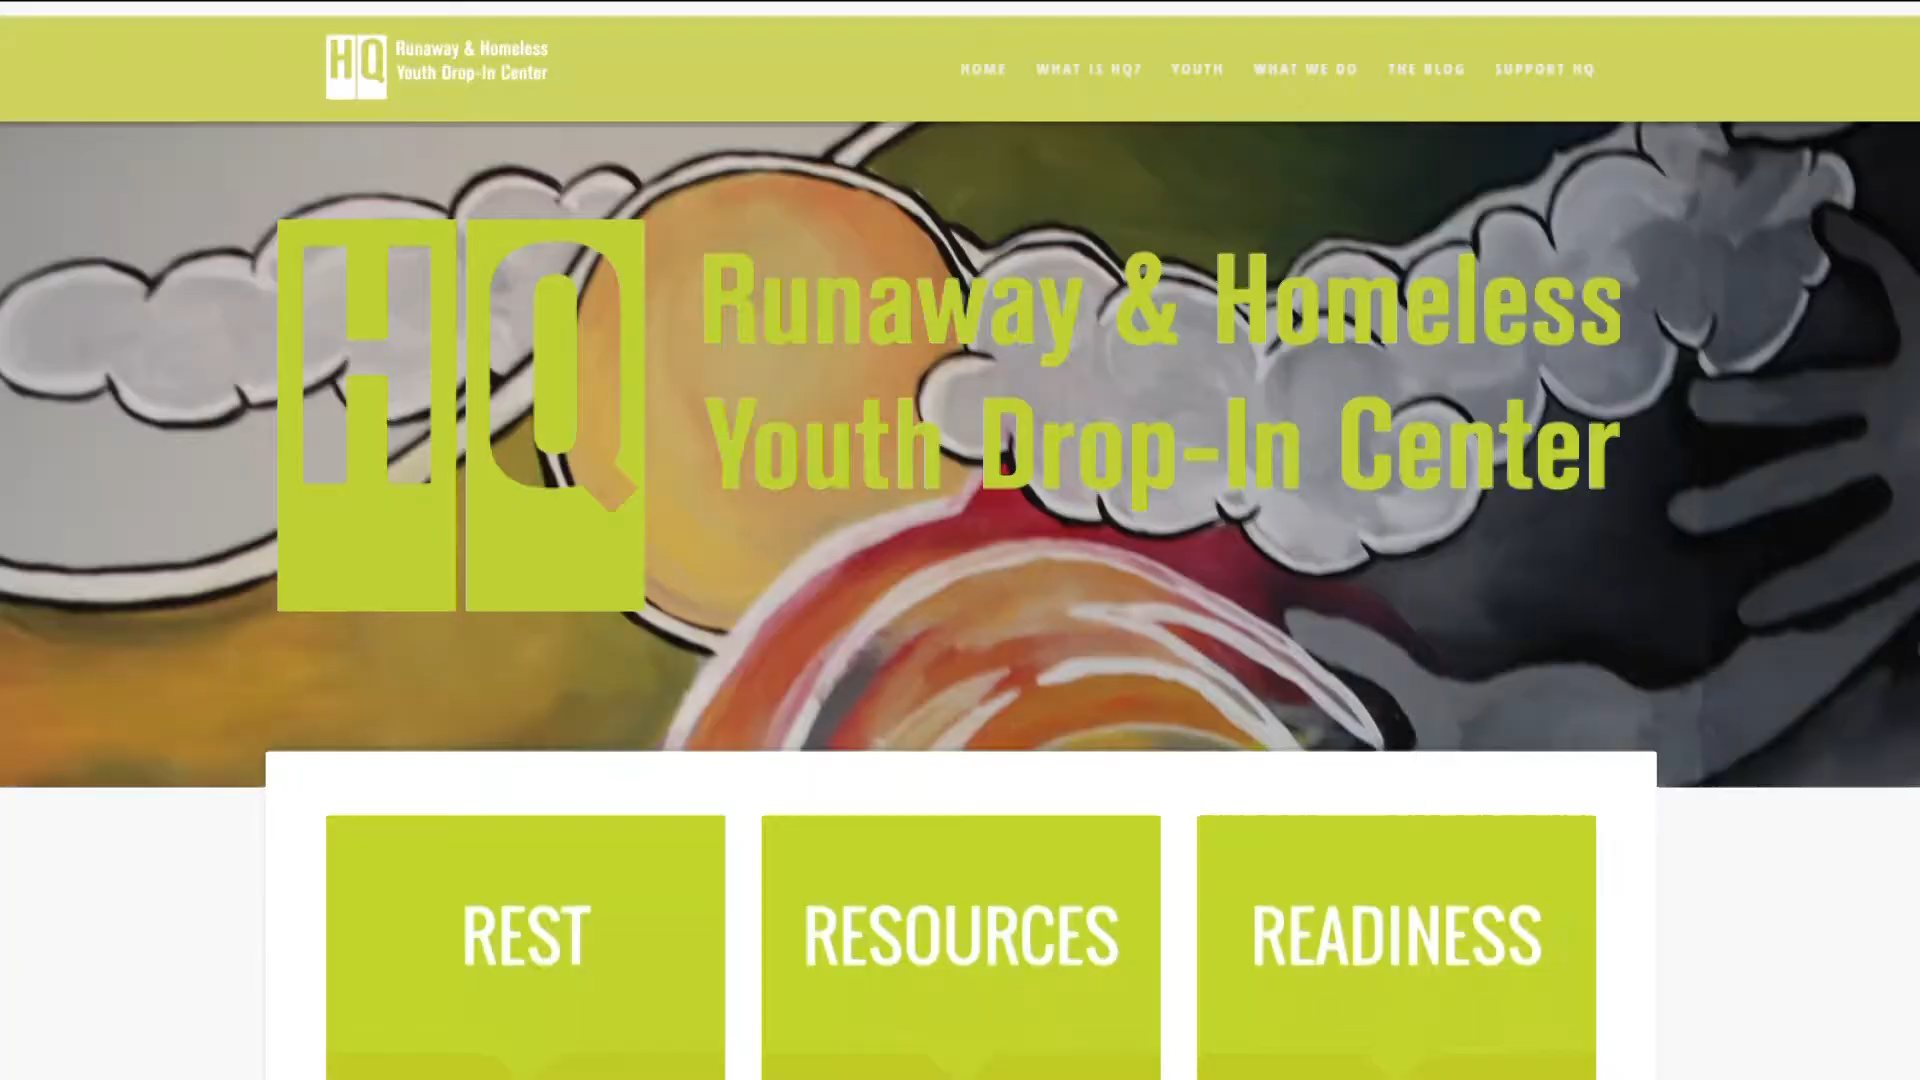 HQ Runaway & Homeless
Youth Drop-In Center
HOME WHAT IS HQ? YOUTH WHAT WE DO THE BLOG SUPPORT HQ
HQ Runaway & Homeless
Youth Drop-In Center
REST RESOURCES READINESS